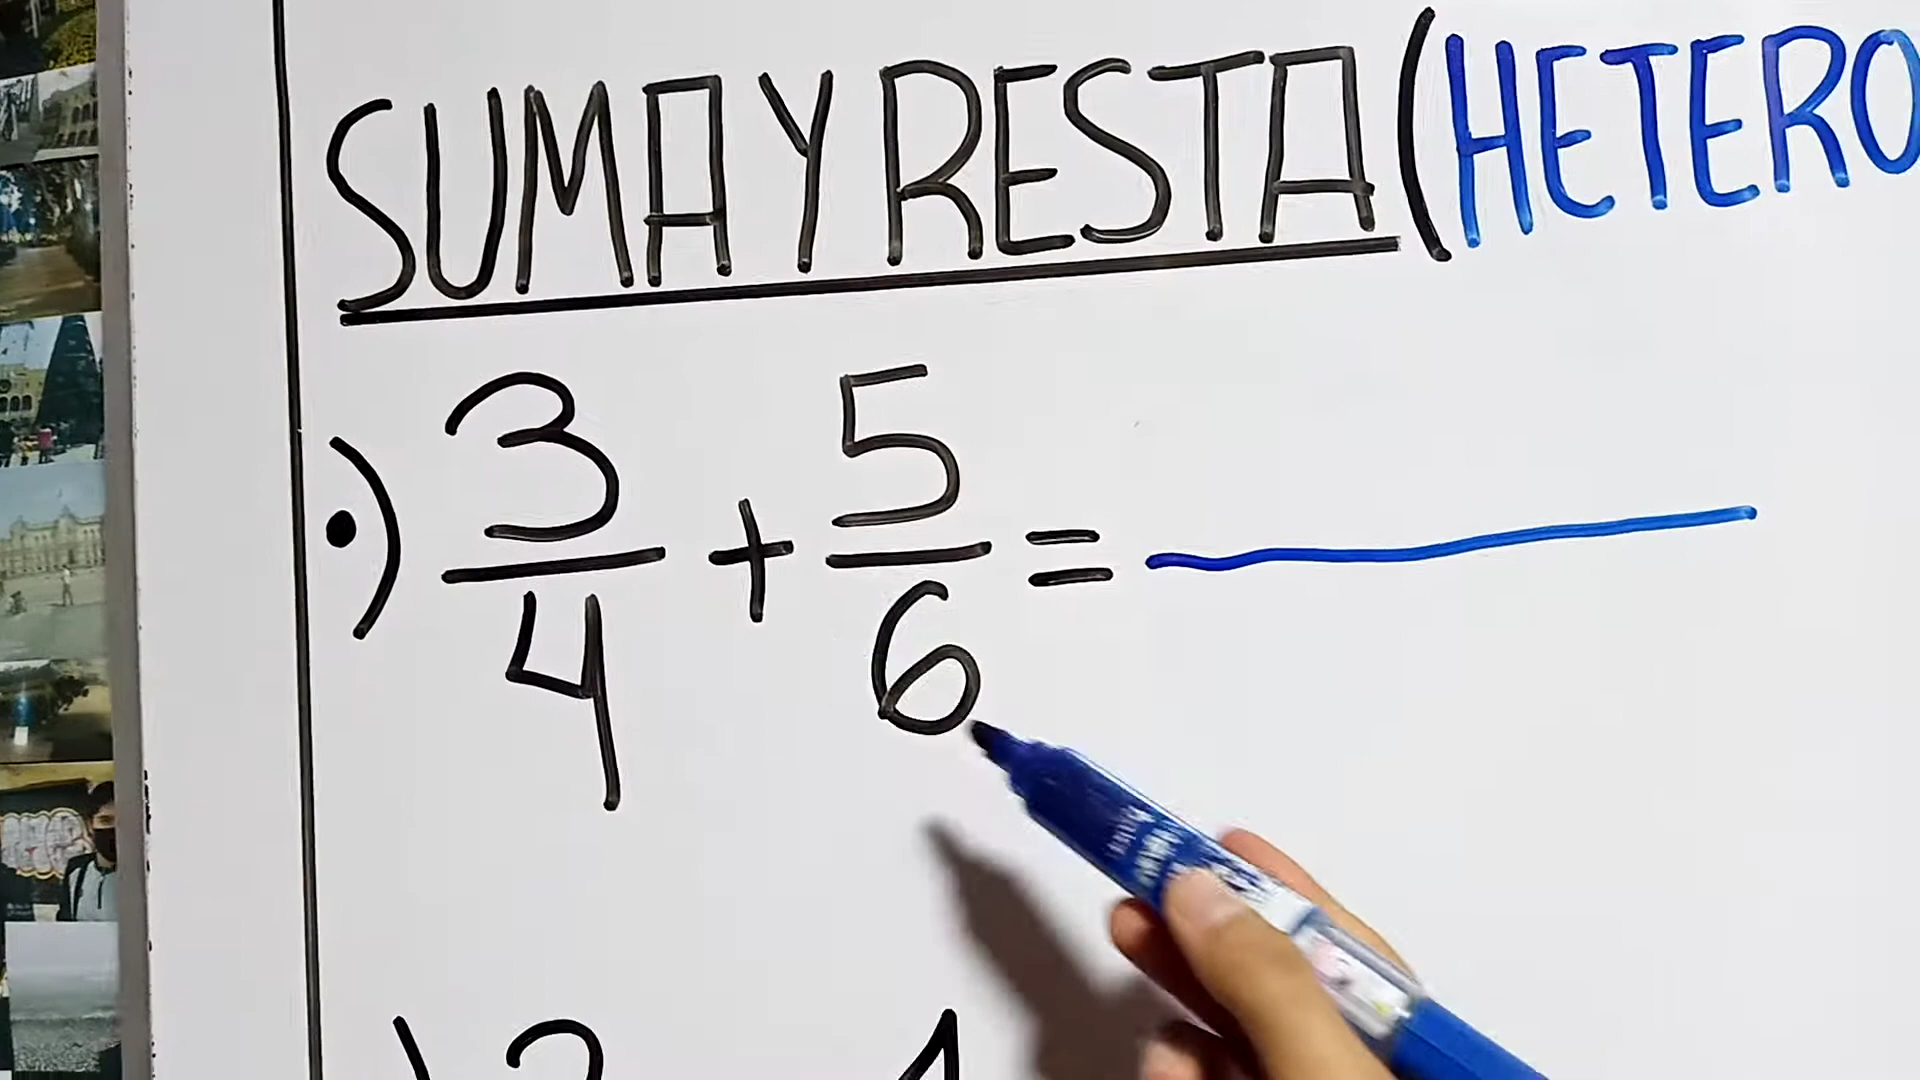 SUMA Y RESTA (HETERO
•) 3/4 + 5/6 =